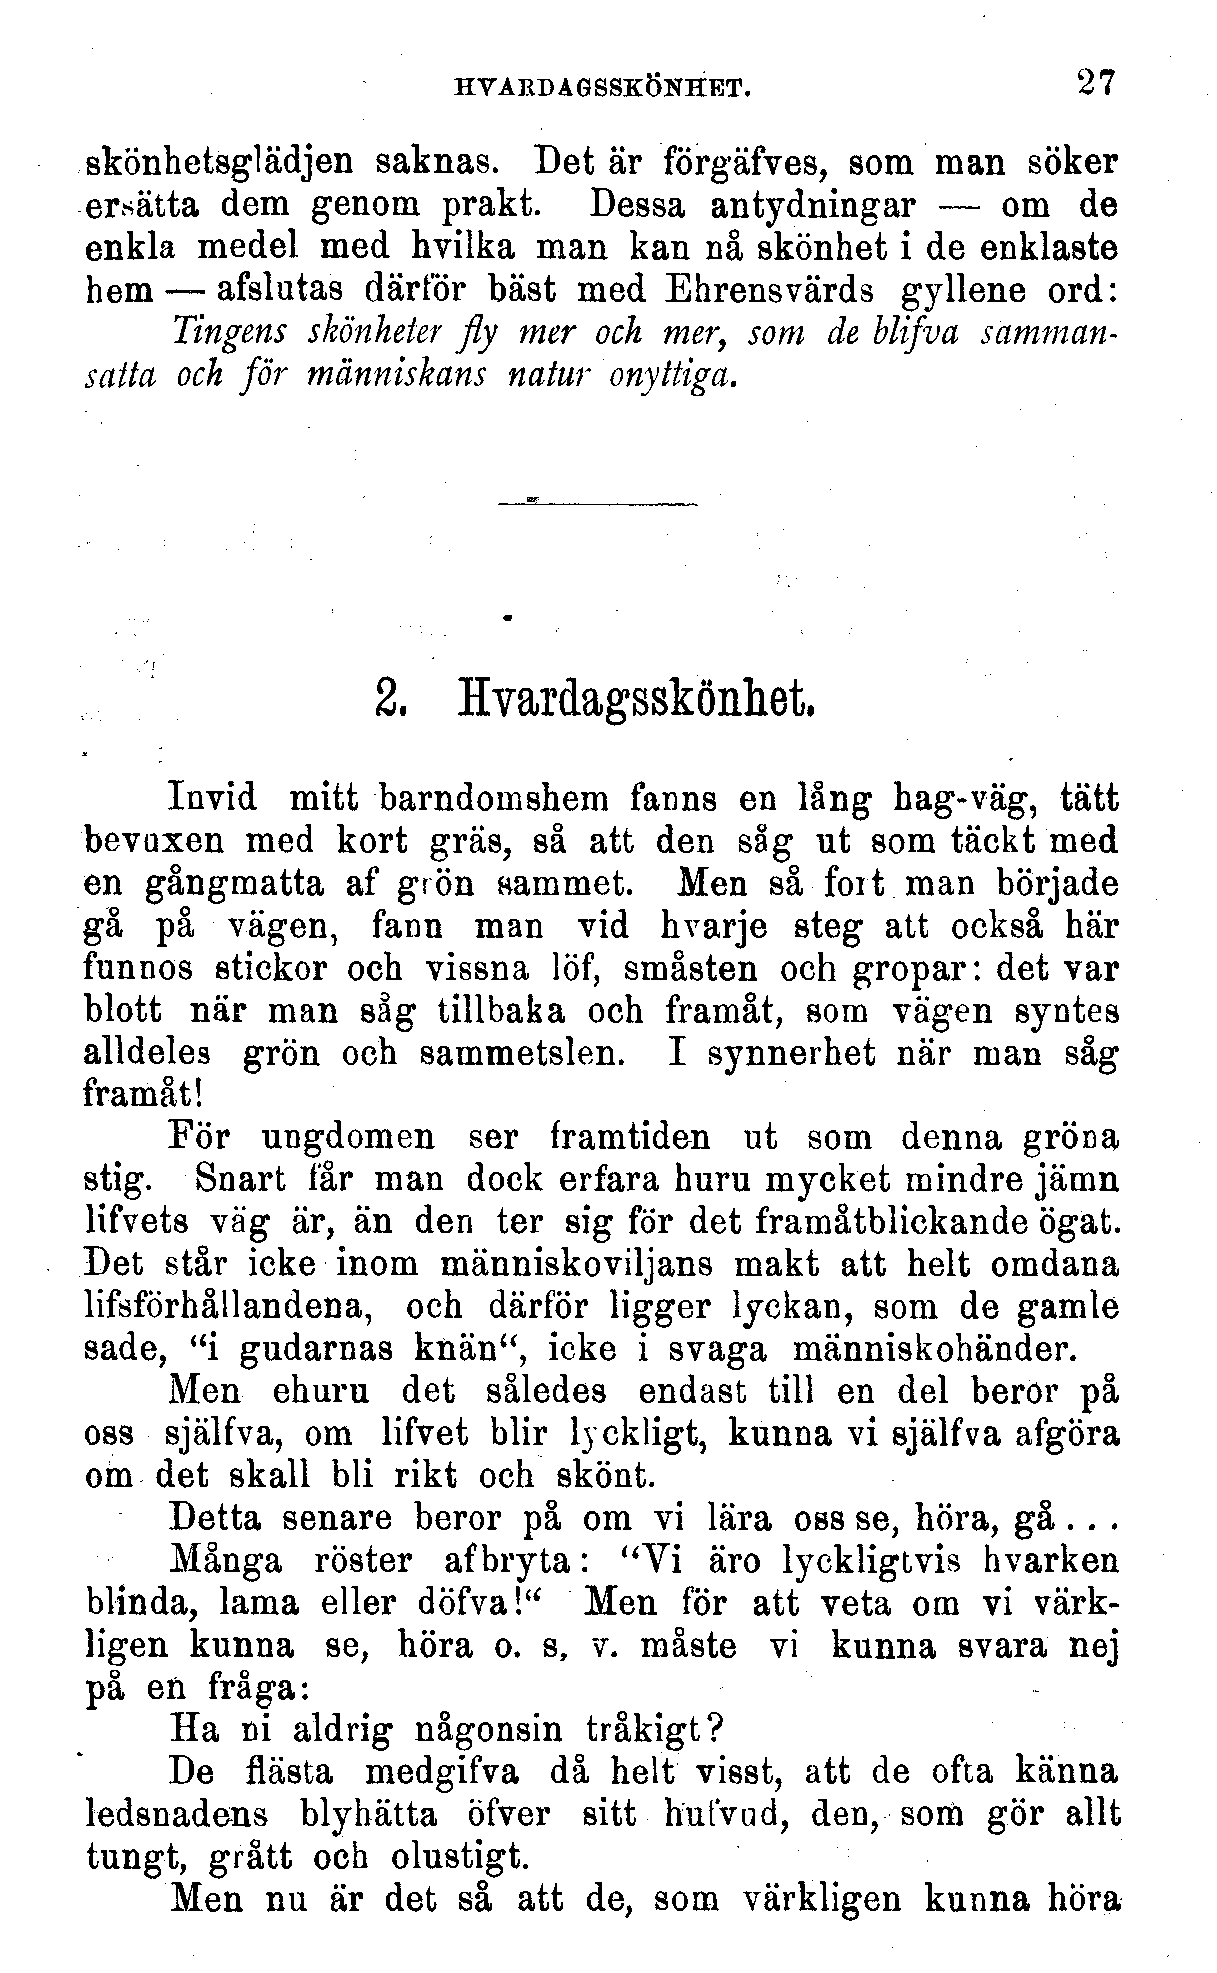 HVARDAGSSKÖNHET. 27
skönhetsglädjen saknas. Det är förgäfves, som man söker
ersätta dem genom prakt. Dessa antydningar — om de
enkla medel med hvilka man kan nå skönhet i de enklaste
hem — afslutas därför bäst med Ehrensvärds gyllene ord:
Tingens skönheter fly mer och mer, som de blifva samman-
satta och för människans natur onyttiga.
2. Hvardagsskönhet.
Invid mitt barndomshem fanns en lång hag-väg, tätt
bevuxen med kort gräs, så att den såg ut som täckt med
en gångmatta af grön sammet. Men så fort man började
gå på vägen, fann man vid hvarje steg att också här
funnos stickor och vissna löf, småsten och gropar: det var
blott när man såg tillbaka och framåt, som vägen syntes
alldeles grön och sammetslen. I synnerhet när man såg
framåt!
För ungdomen ser framtiden ut som denna gröna
stig. Snart får man dock erfara huru mycket mindre jämn
lifvets väg är, än den ter sig för det framåtblickande ögat.
Det står icke inom människoviljans makt att helt omdana
lifsförhållandena, och därför ligger lyckan, som de gamle
sade, “i gudarnas knän“, icke i svaga människohänder.
Men ehuru det således endast till en del beror på
oss själfva, om lifvet blir lyckligt, kunna vi själfva afgöra
om det skall bli rikt och skönt.
Detta senare beror på om vi lära oss se, höra, gå . . .
Många röster afbryta: “Vi äro lyckligtvis hvarken
blinda, lama eller döfva!“ Men för att veta om vi värk-
ligen kunna se, höra o. s. v. måste vi kunna svara nej
på en fråga:
Ha ni aldrig någonsin tråkigt?
De flästa medgifva då helt visst, att de ofta känna
ledsnadens blyhätta öfver sitt hufvud, den, som gör allt
tungt, grått och olustigt.
Men nu är det så att de, som värkligen kunna höra